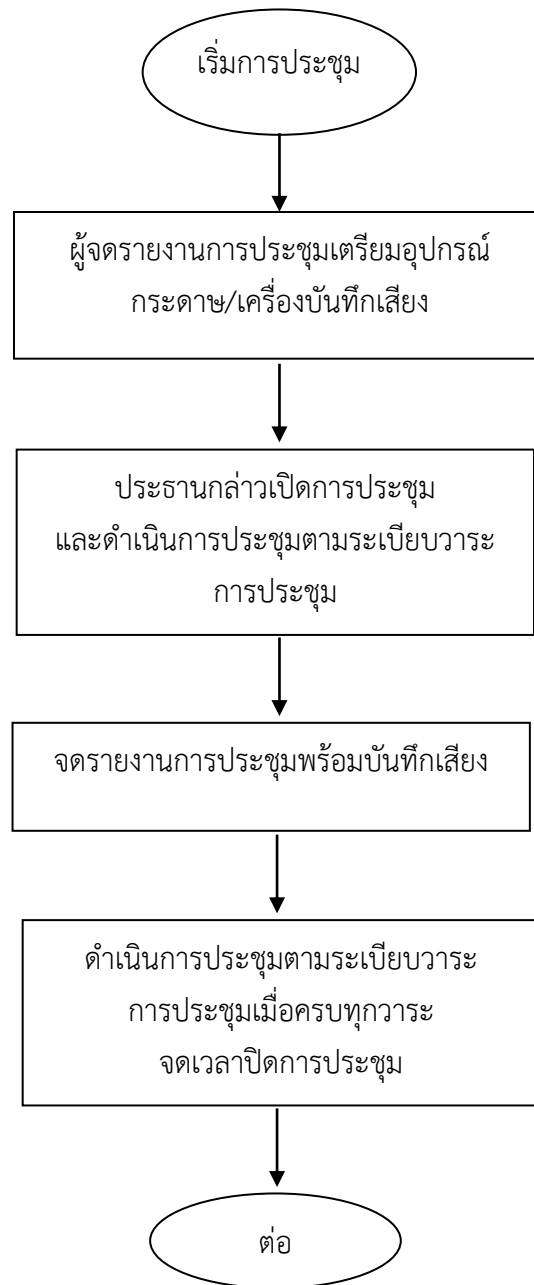 เริ่มการประชุม
ผู้จดรายงานการประชุมเตรียมอุปกรณ์
กระดาษ/เครื่องบันทึกเสียง
ประธานกล่าวเปิดการประชุม
และดำเนินการประชุมตามระเบียบวาระ
การประชุม
จดรายงานการประชุมพร้อมบันทึกเสียง
ดำเนินการประชุมตามระเบียบวาระ
การประชุมเมื่อครบทุกวาระ
จดเวลาปิดการประชุม
ต่อ